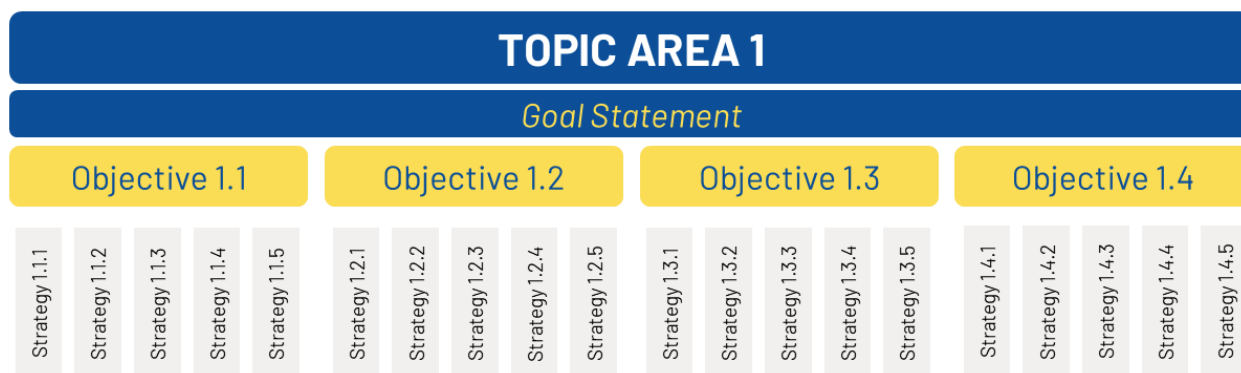 TOPIC AREA 1
Goal Statement
Objective 1.1
Objective 1.2
Objective 1.3
Objective 1.4
Strategy 1.1.1
Strategy 1.1.2
Strategy 1.1.3
Strategy 1.1.4
Strategy 1.1.5
Strategy 1.2.1
Strategy 1.2.2
Strategy 1.2.3
Strategy 1.2.4
Strategy 1.2.5
Strategy 1.3.1
Strategy 1.3.2
Strategy 1.3.3
Strategy 1.3.4
Strategy 1.3.5
Strategy 1.4.1
Strategy 1.4.2
Strategy 1.4.3
Strategy 1.4.4
Strategy 1.4.5